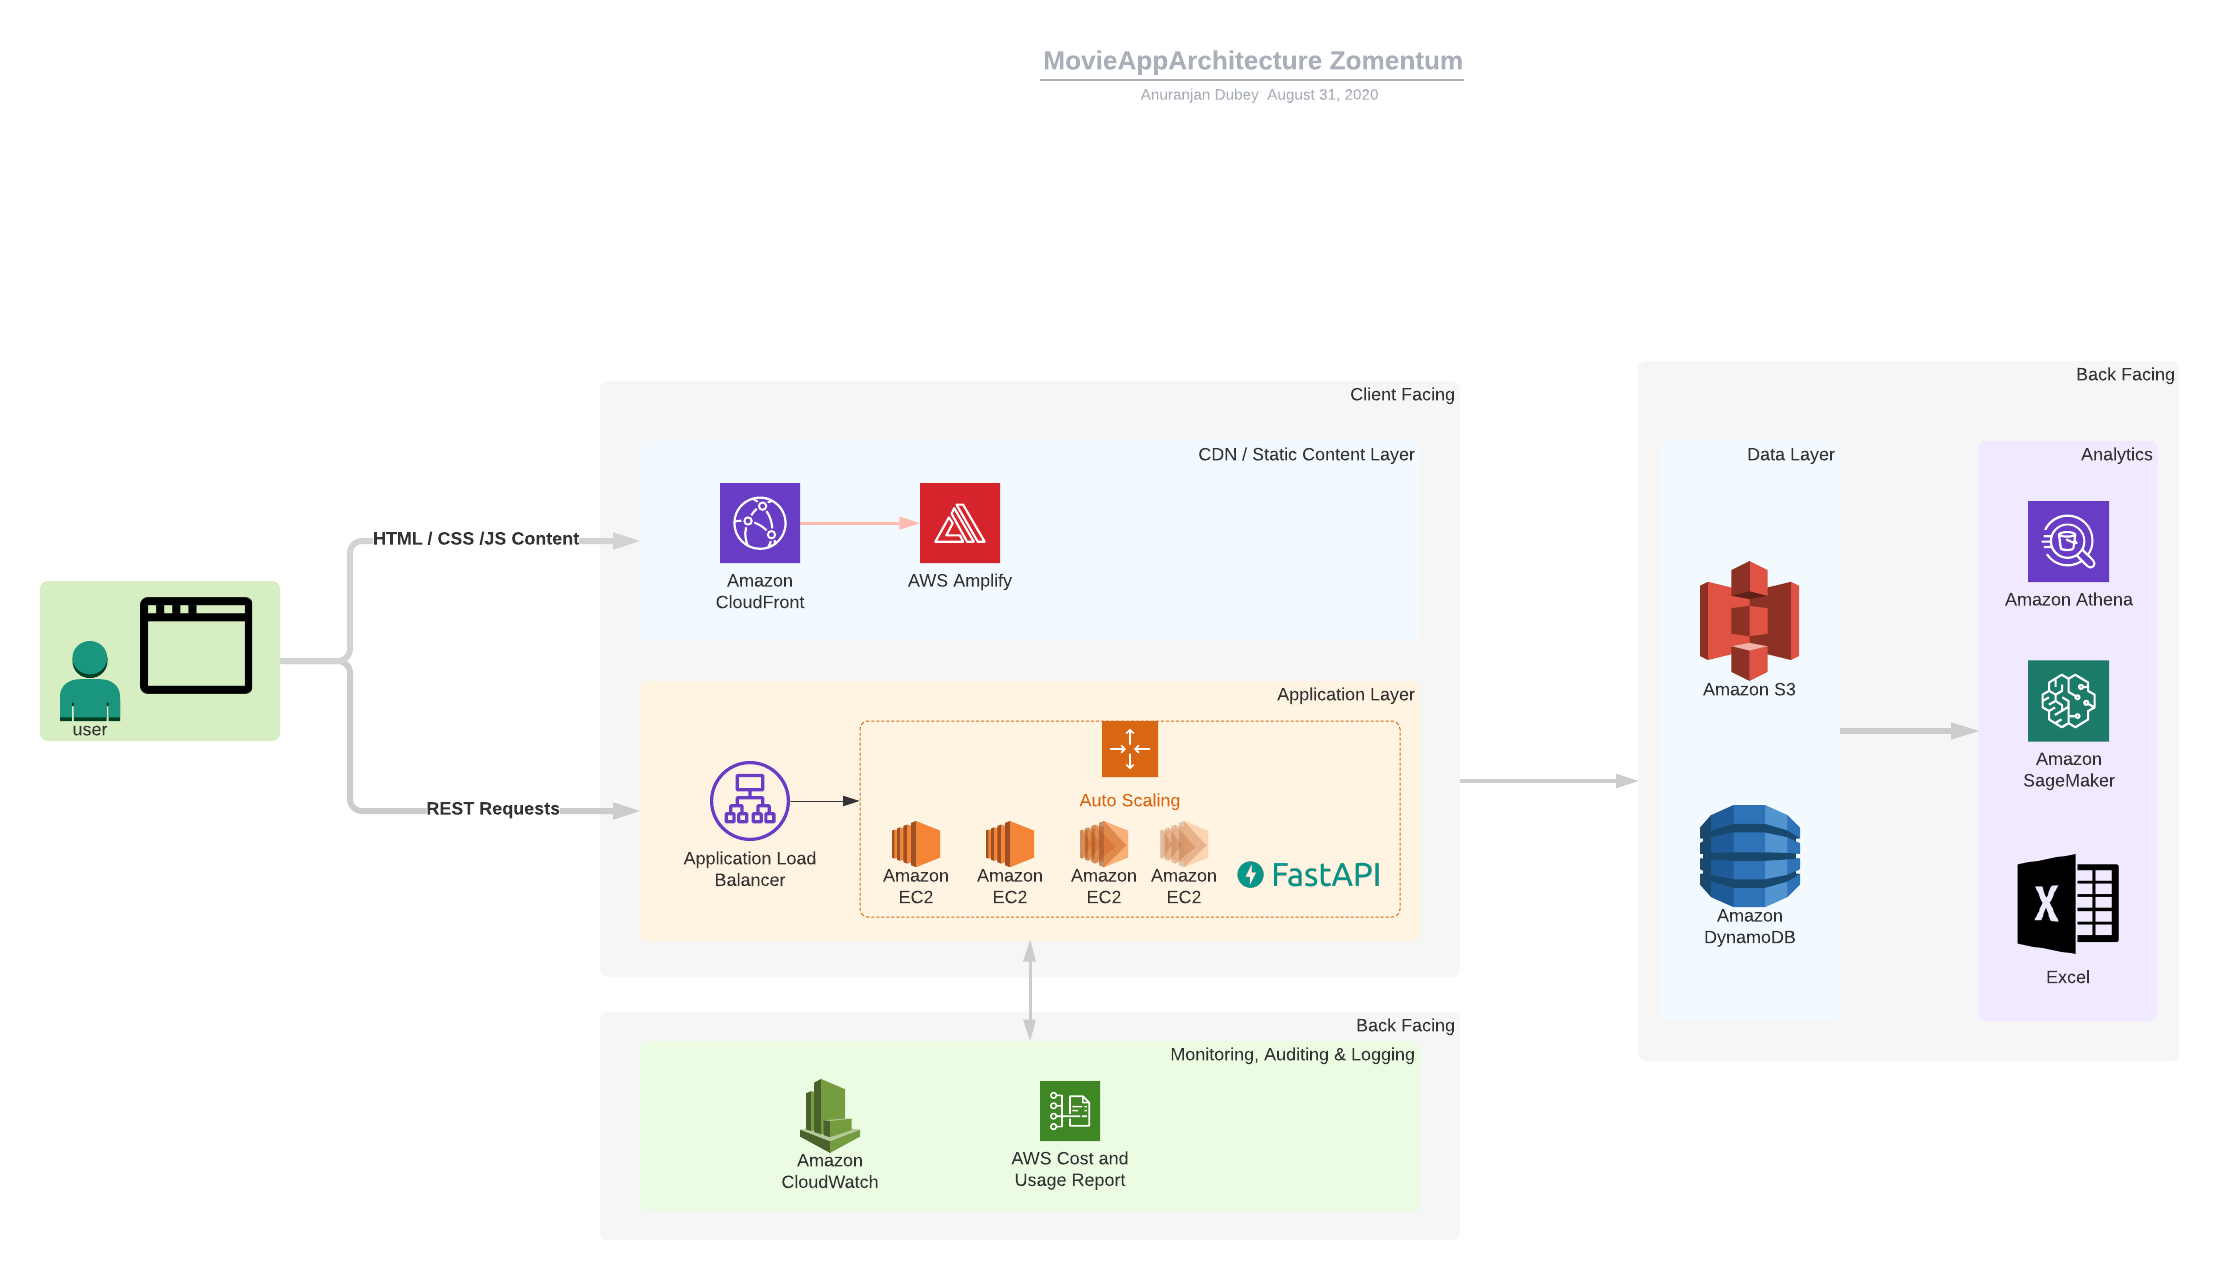 MovieAppArchitecture Zomentum
Anuranjan Dubey  August 31, 2020
user
HTML / CSS /JS Content
REST Requests
Client Facing
CDN / Static Content Layer
Amazon
CloudFront
AWS Amplify
Application Layer
Application Load
Balancer
Auto Scaling
Amazon
EC2
Amazon
EC2
Amazon
EC2
Amazon
EC2
FastAPI
Back Facing
Monitoring, Auditing & Logging
Amazon
CloudWatch
AWS Cost and
Usage Report
Back Facing
Data Layer
Amazon S3
Amazon
DynamoDB
Analytics
Amazon Athena
Amazon
SageMaker
X
Excel